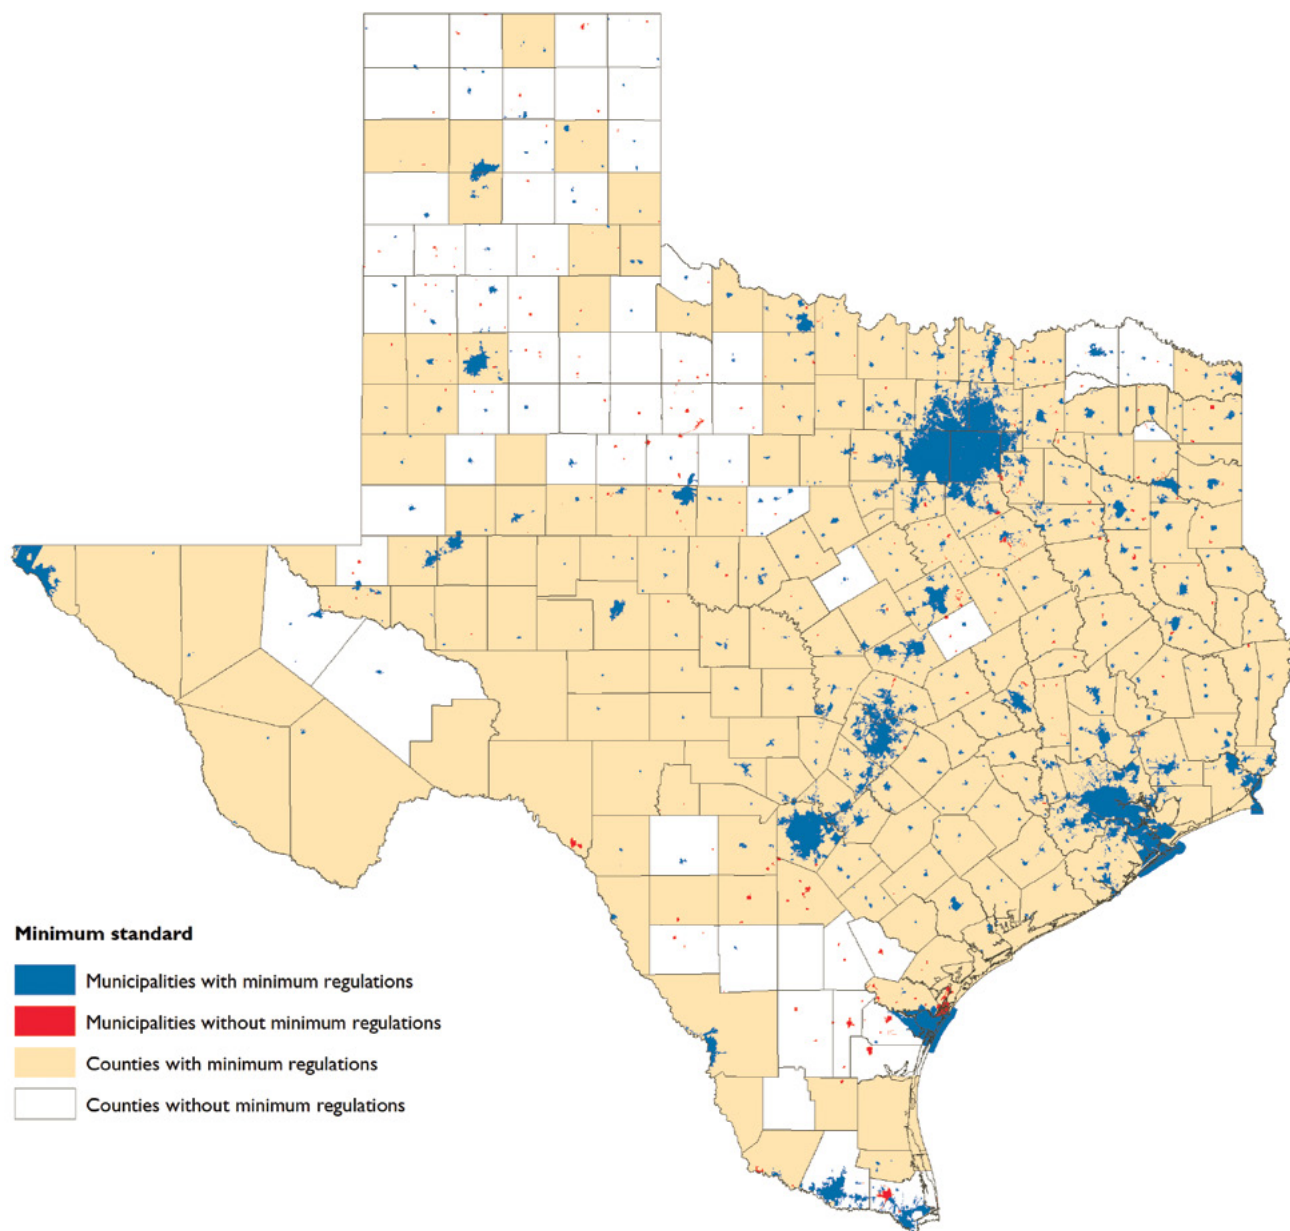 Minimum standard
Municipalities with minimum regulations
Municipalities without minimum regulations
Counties with minimum regulations
Counties without minimum regulations